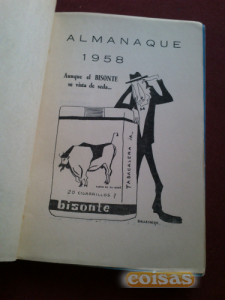 ALMANAQUE
1958
Aunque el BISONTE
se vista de seda...
TABACALERA
20 CIGARRILLOS
bisonte
coisas